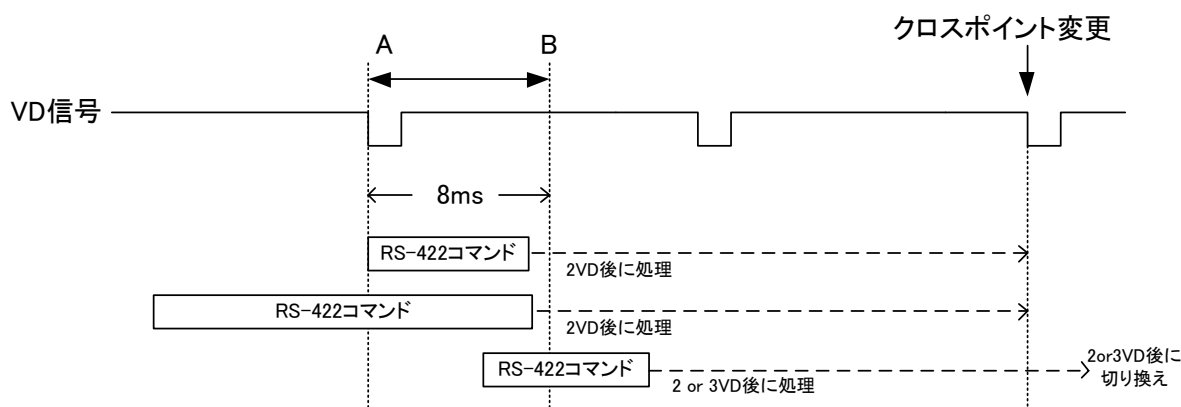 クロスポイント変更
A
B
VD信号
8ms
RS-422コマンド
2VD後に処理
RS-422コマンド
2VD後に処理
RS-422コマンド
2 or 3VD後に処理
2or3VD後に
切り換え